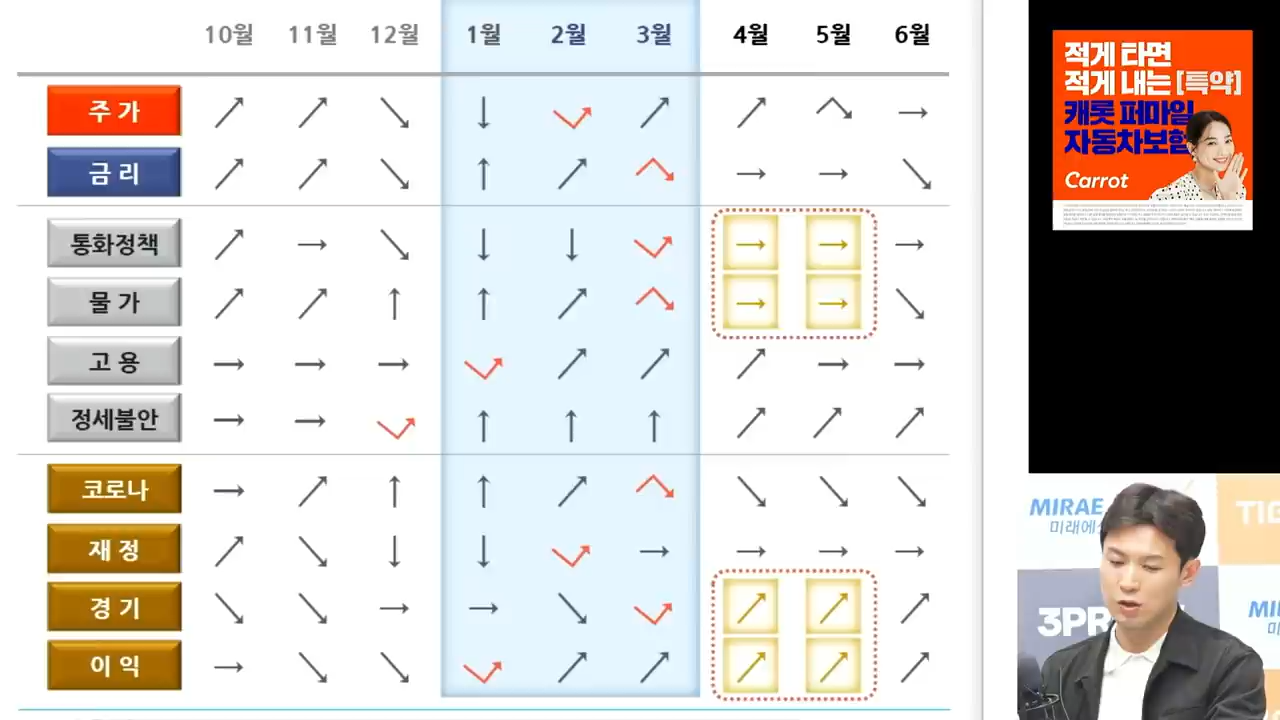 10월 11월 12월 1월 2월 3월 4월 5월 6월
주 가
금 리
통화정책
물 가
고 용
정세불안
코로나
재 정
경 기
이 익
적게 타면
적게 내는 [특약]
캐롯 퍼마일
자동차보험
Carrot
MIRAE
미래에
TIG
3PR
MI